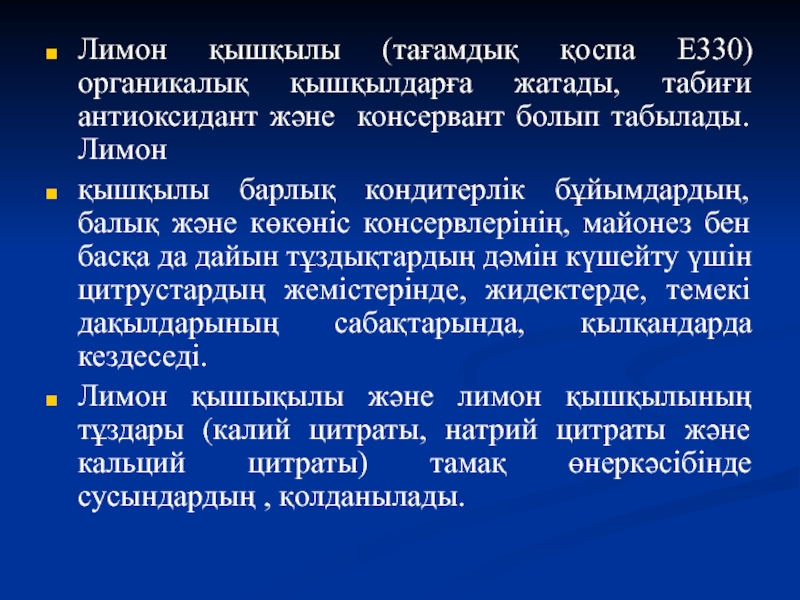 Лимон қышқылы (тағамдық қоспа Е330)
органикалық қышқылдарға жатады, табиғи
антиоксидант және консервант болып табылады.
Лимон
қышқылы барлық кондитерлік бұйымдардың,
балық және көкөніс консервлерінің, майонез бен
басқа да дайын тұздықтардың дәмін күшейту үшін
цитрустардың жемістерінде, жидектерде, темекі
дақылдарының сабақтарында, қылқандарда
кездеседі.
Лимон қышықылы және лимон қышқылының
тұздары (калий цитраты, натрий цитраты және
кальций цитраты) тамақ өнеркәсібінде
сусындардың , қолданылады.